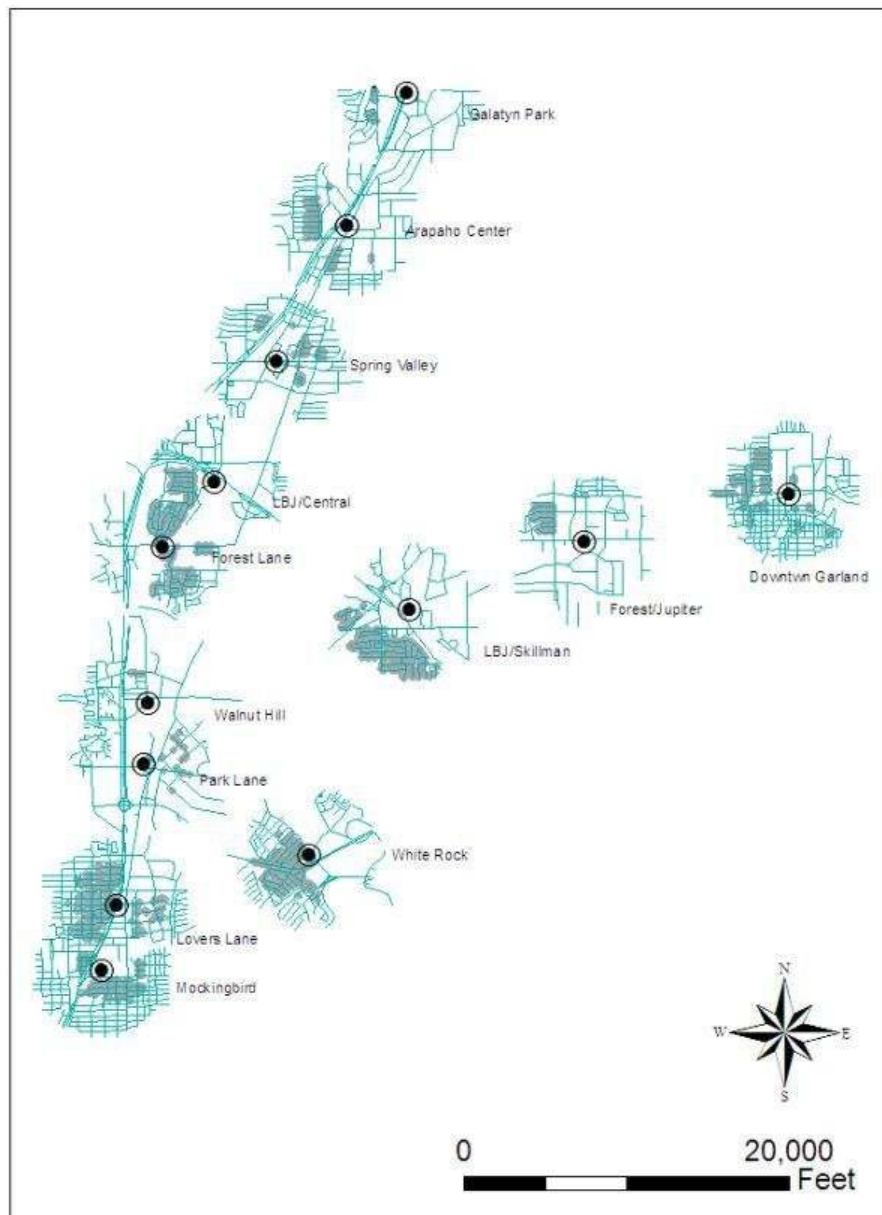 Galatyn Park
Arapaho Center
Spring Valley
LBJ/Central
Forest Lane
Downtwn Garland
Forest/Jupiter
LBJ/Skillman
Walnut Hill
Park Lane
White Rock
Lovers Lane
Mockingbird
N
W E
S
0 20,000
Feet